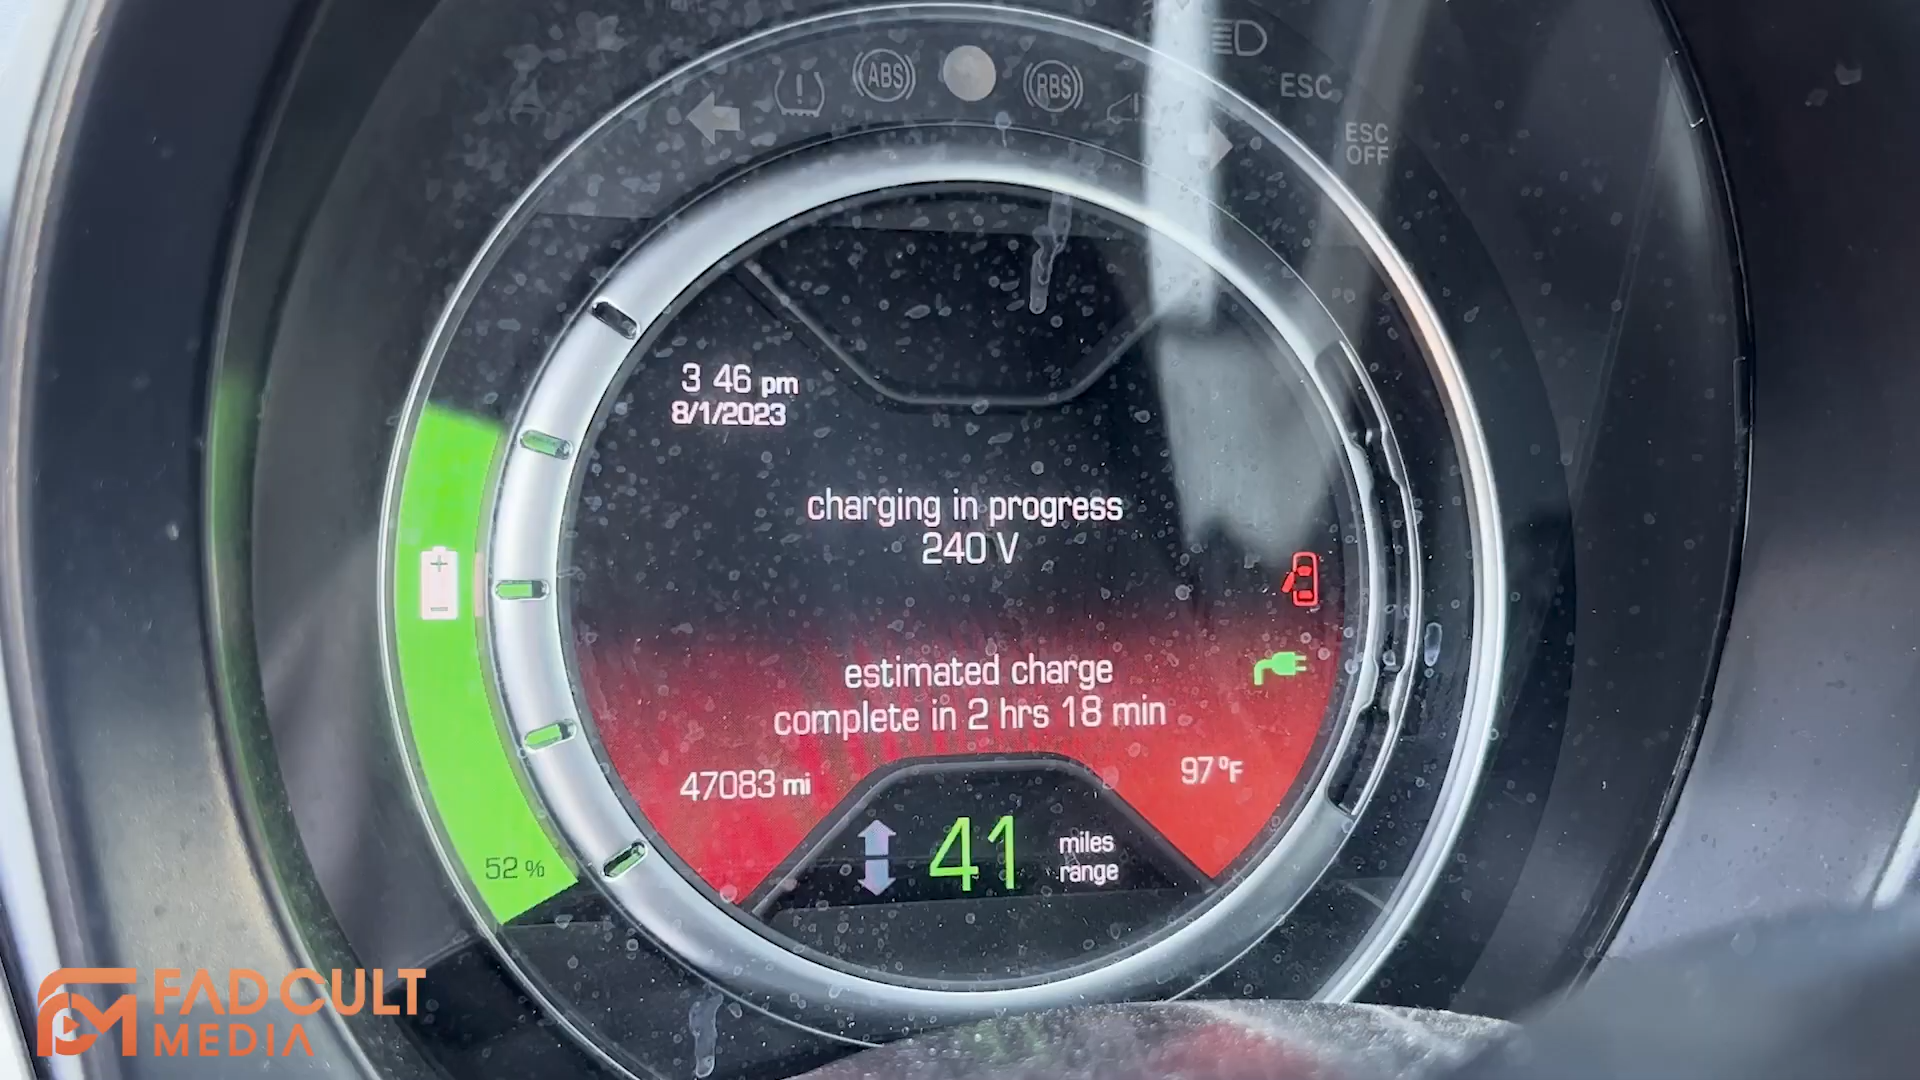 ABS
RBS
ESC
ESC
OFF
3 46 pm
8/1/2023
charging in progress
240 V
estimated charge
complete in 2 hrs 18 min
47083 mi
97°F
52 %
41
miles
range
FAD CULT
MEDIA